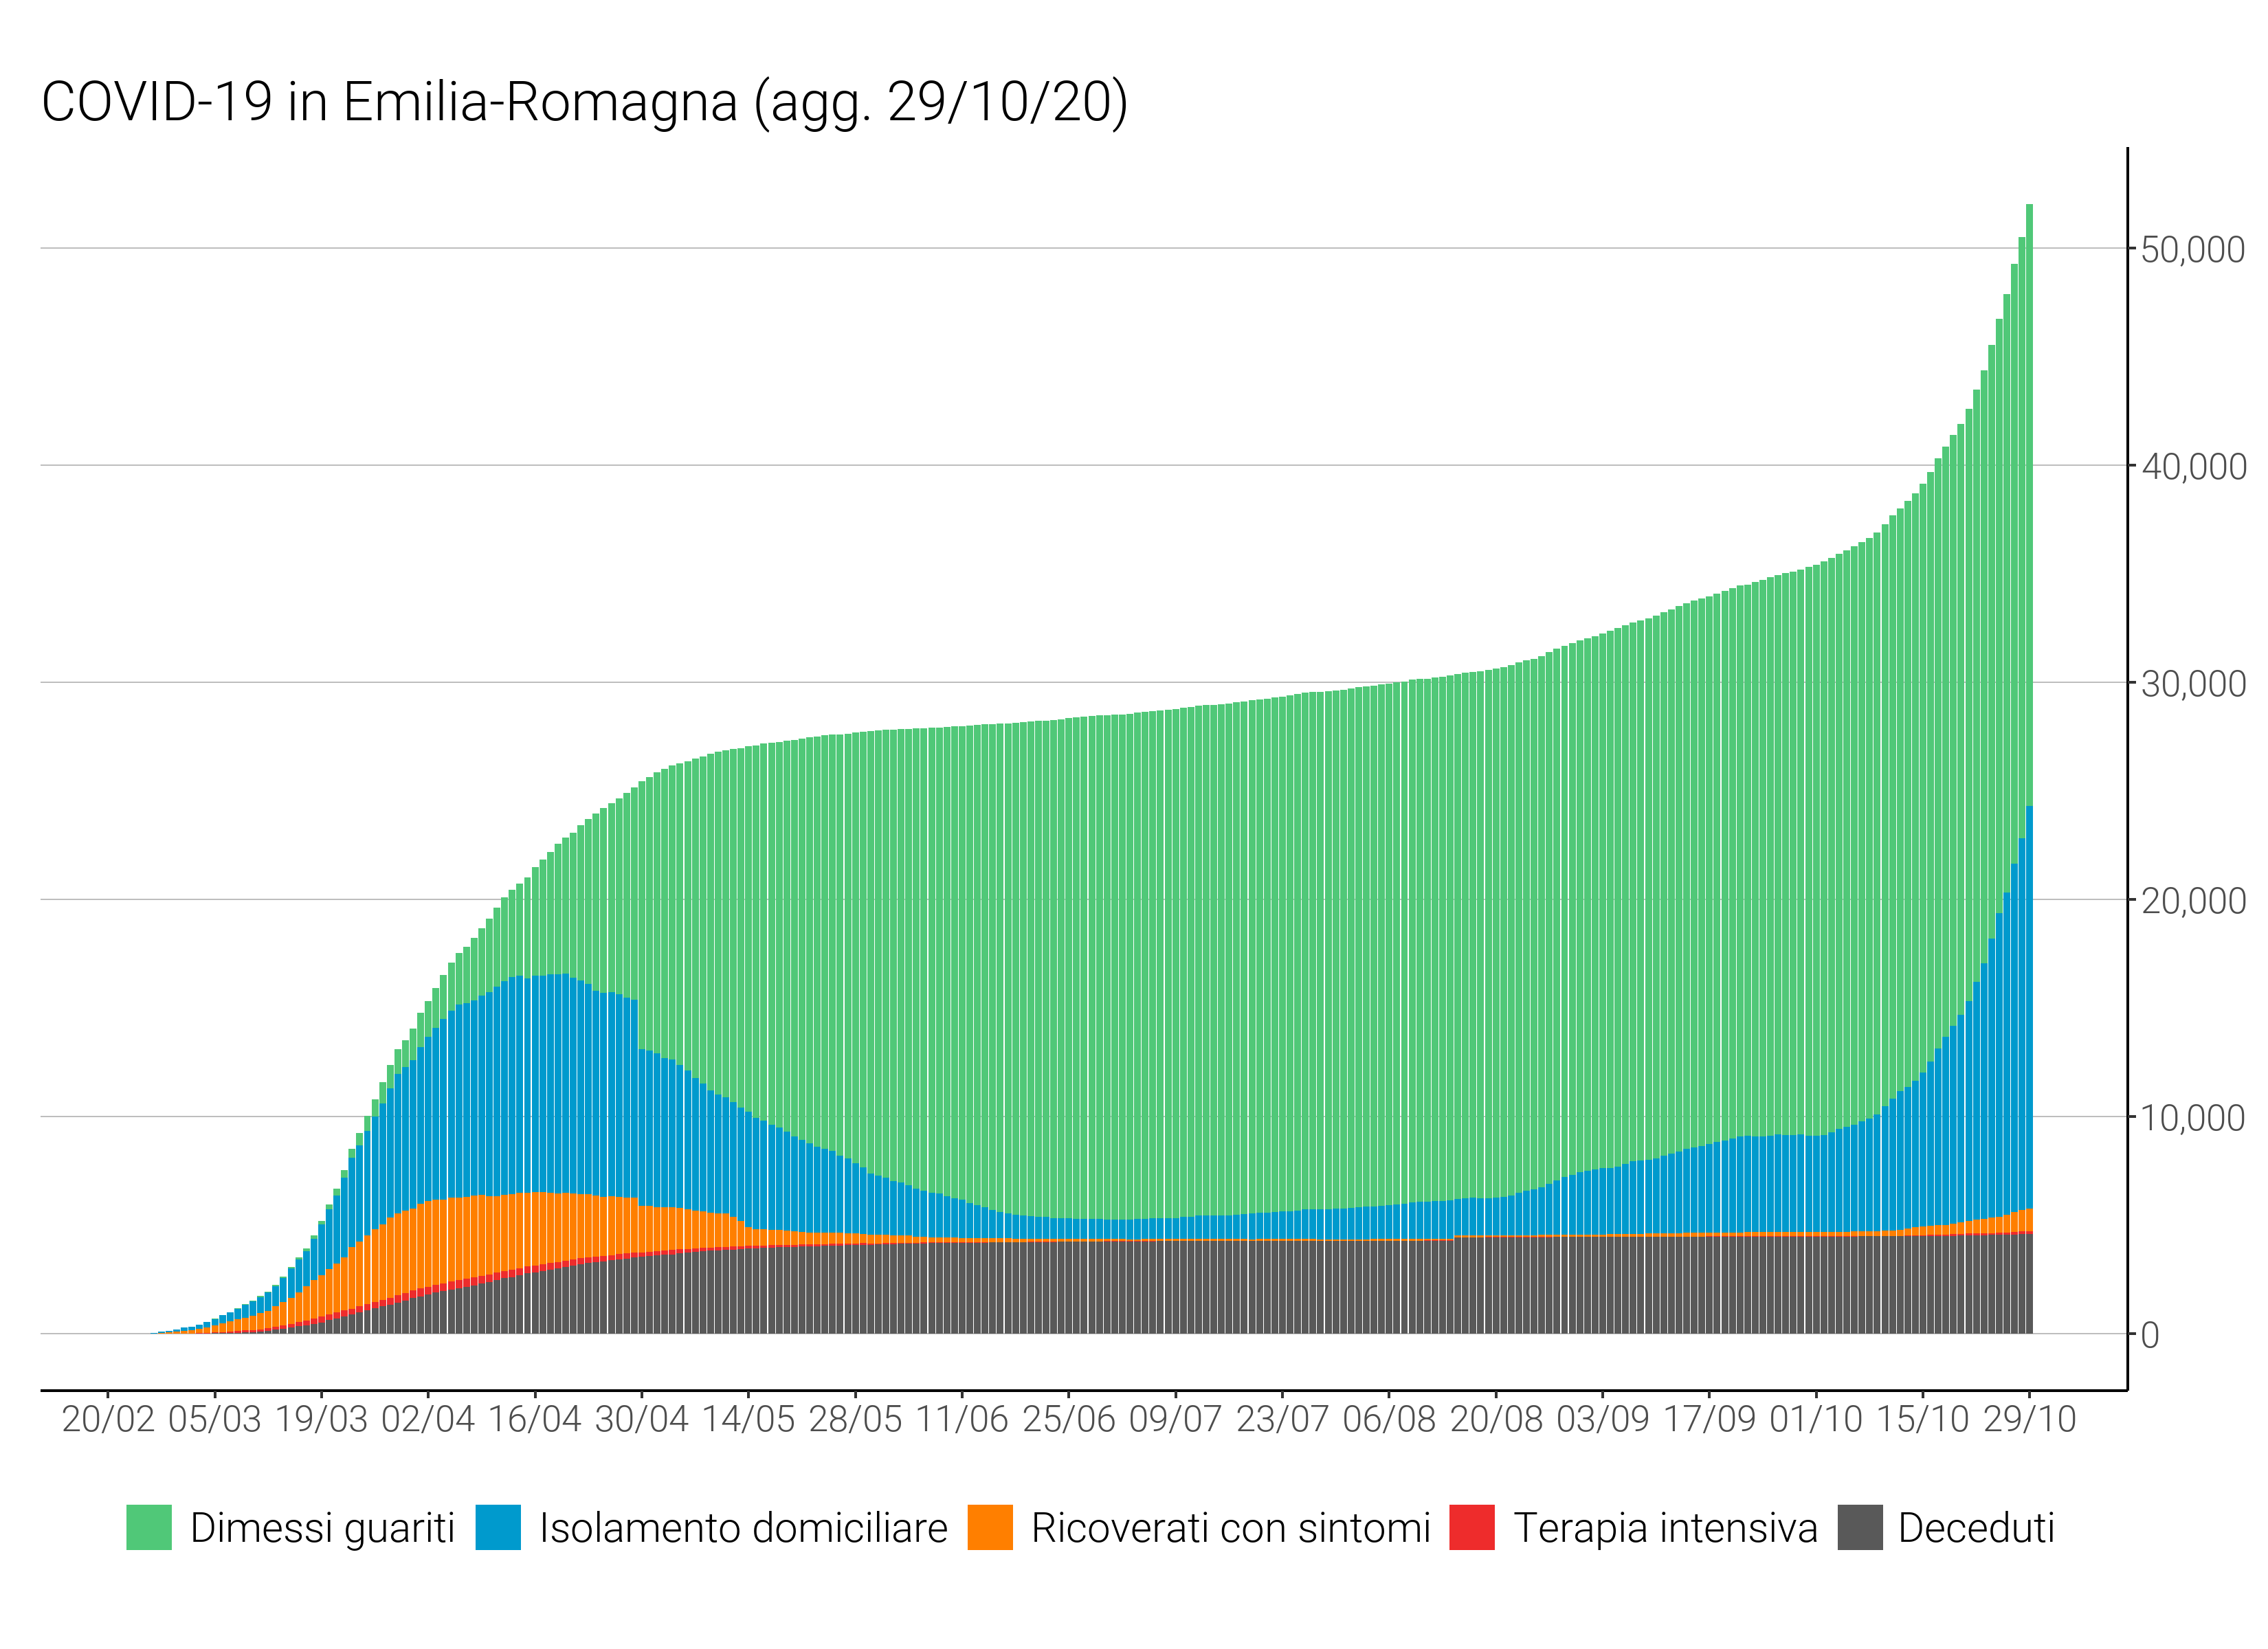 COVID-19 in Emilia-Romagna (agg. 29/10/20)
50,000
40,000
30,000
20,000
10,000
0
20/02 05/03 19/03 02/04 16/04 30/04 14/05 28/05 11/06 25/06 09/07 23/07 06/08 20/08 03/09 17/09 01/10 15/10 29/10
Dimessi guariti Isolamento domiciliare Ricoverati con sintomi Terapia intensiva Deceduti